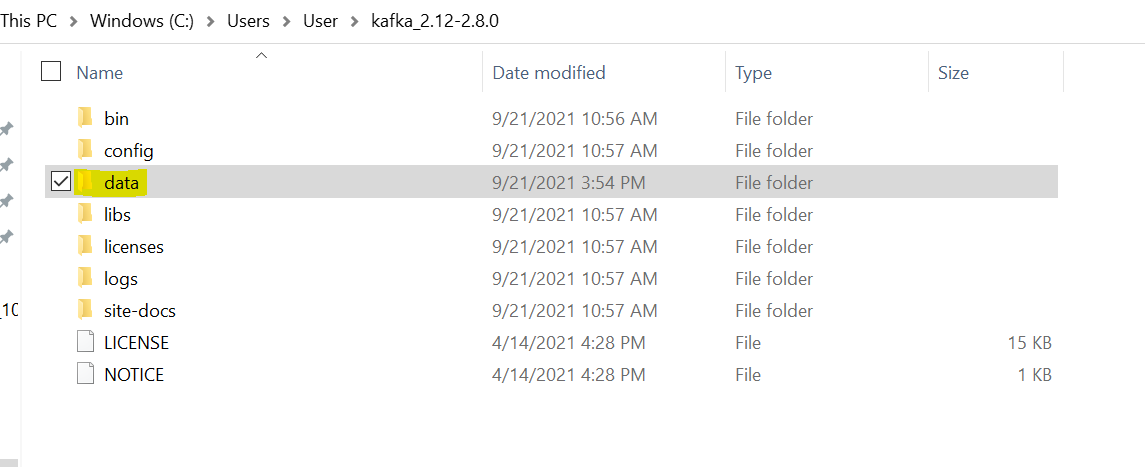 This PC > Windows (C:) > Users > User > kafka_2.12-2.8.0
Name Date modified Type Size
bin 9/21/2021 10:56 AM File folder
config 9/21/2021 10:57 AM File folder
data 9/21/2021 3:54 PM File folder
libs 9/21/2021 10:57 AM File folder
licenses 9/21/2021 10:57 AM File folder
logs 9/21/2021 10:57 AM File folder
_10 site-docs 9/21/2021 10:57 AM File folder
LICENSE 4/14/2021 4:28 PM File 15 KB
NOTICE 4/14/2021 4:28 PM File 1 KB